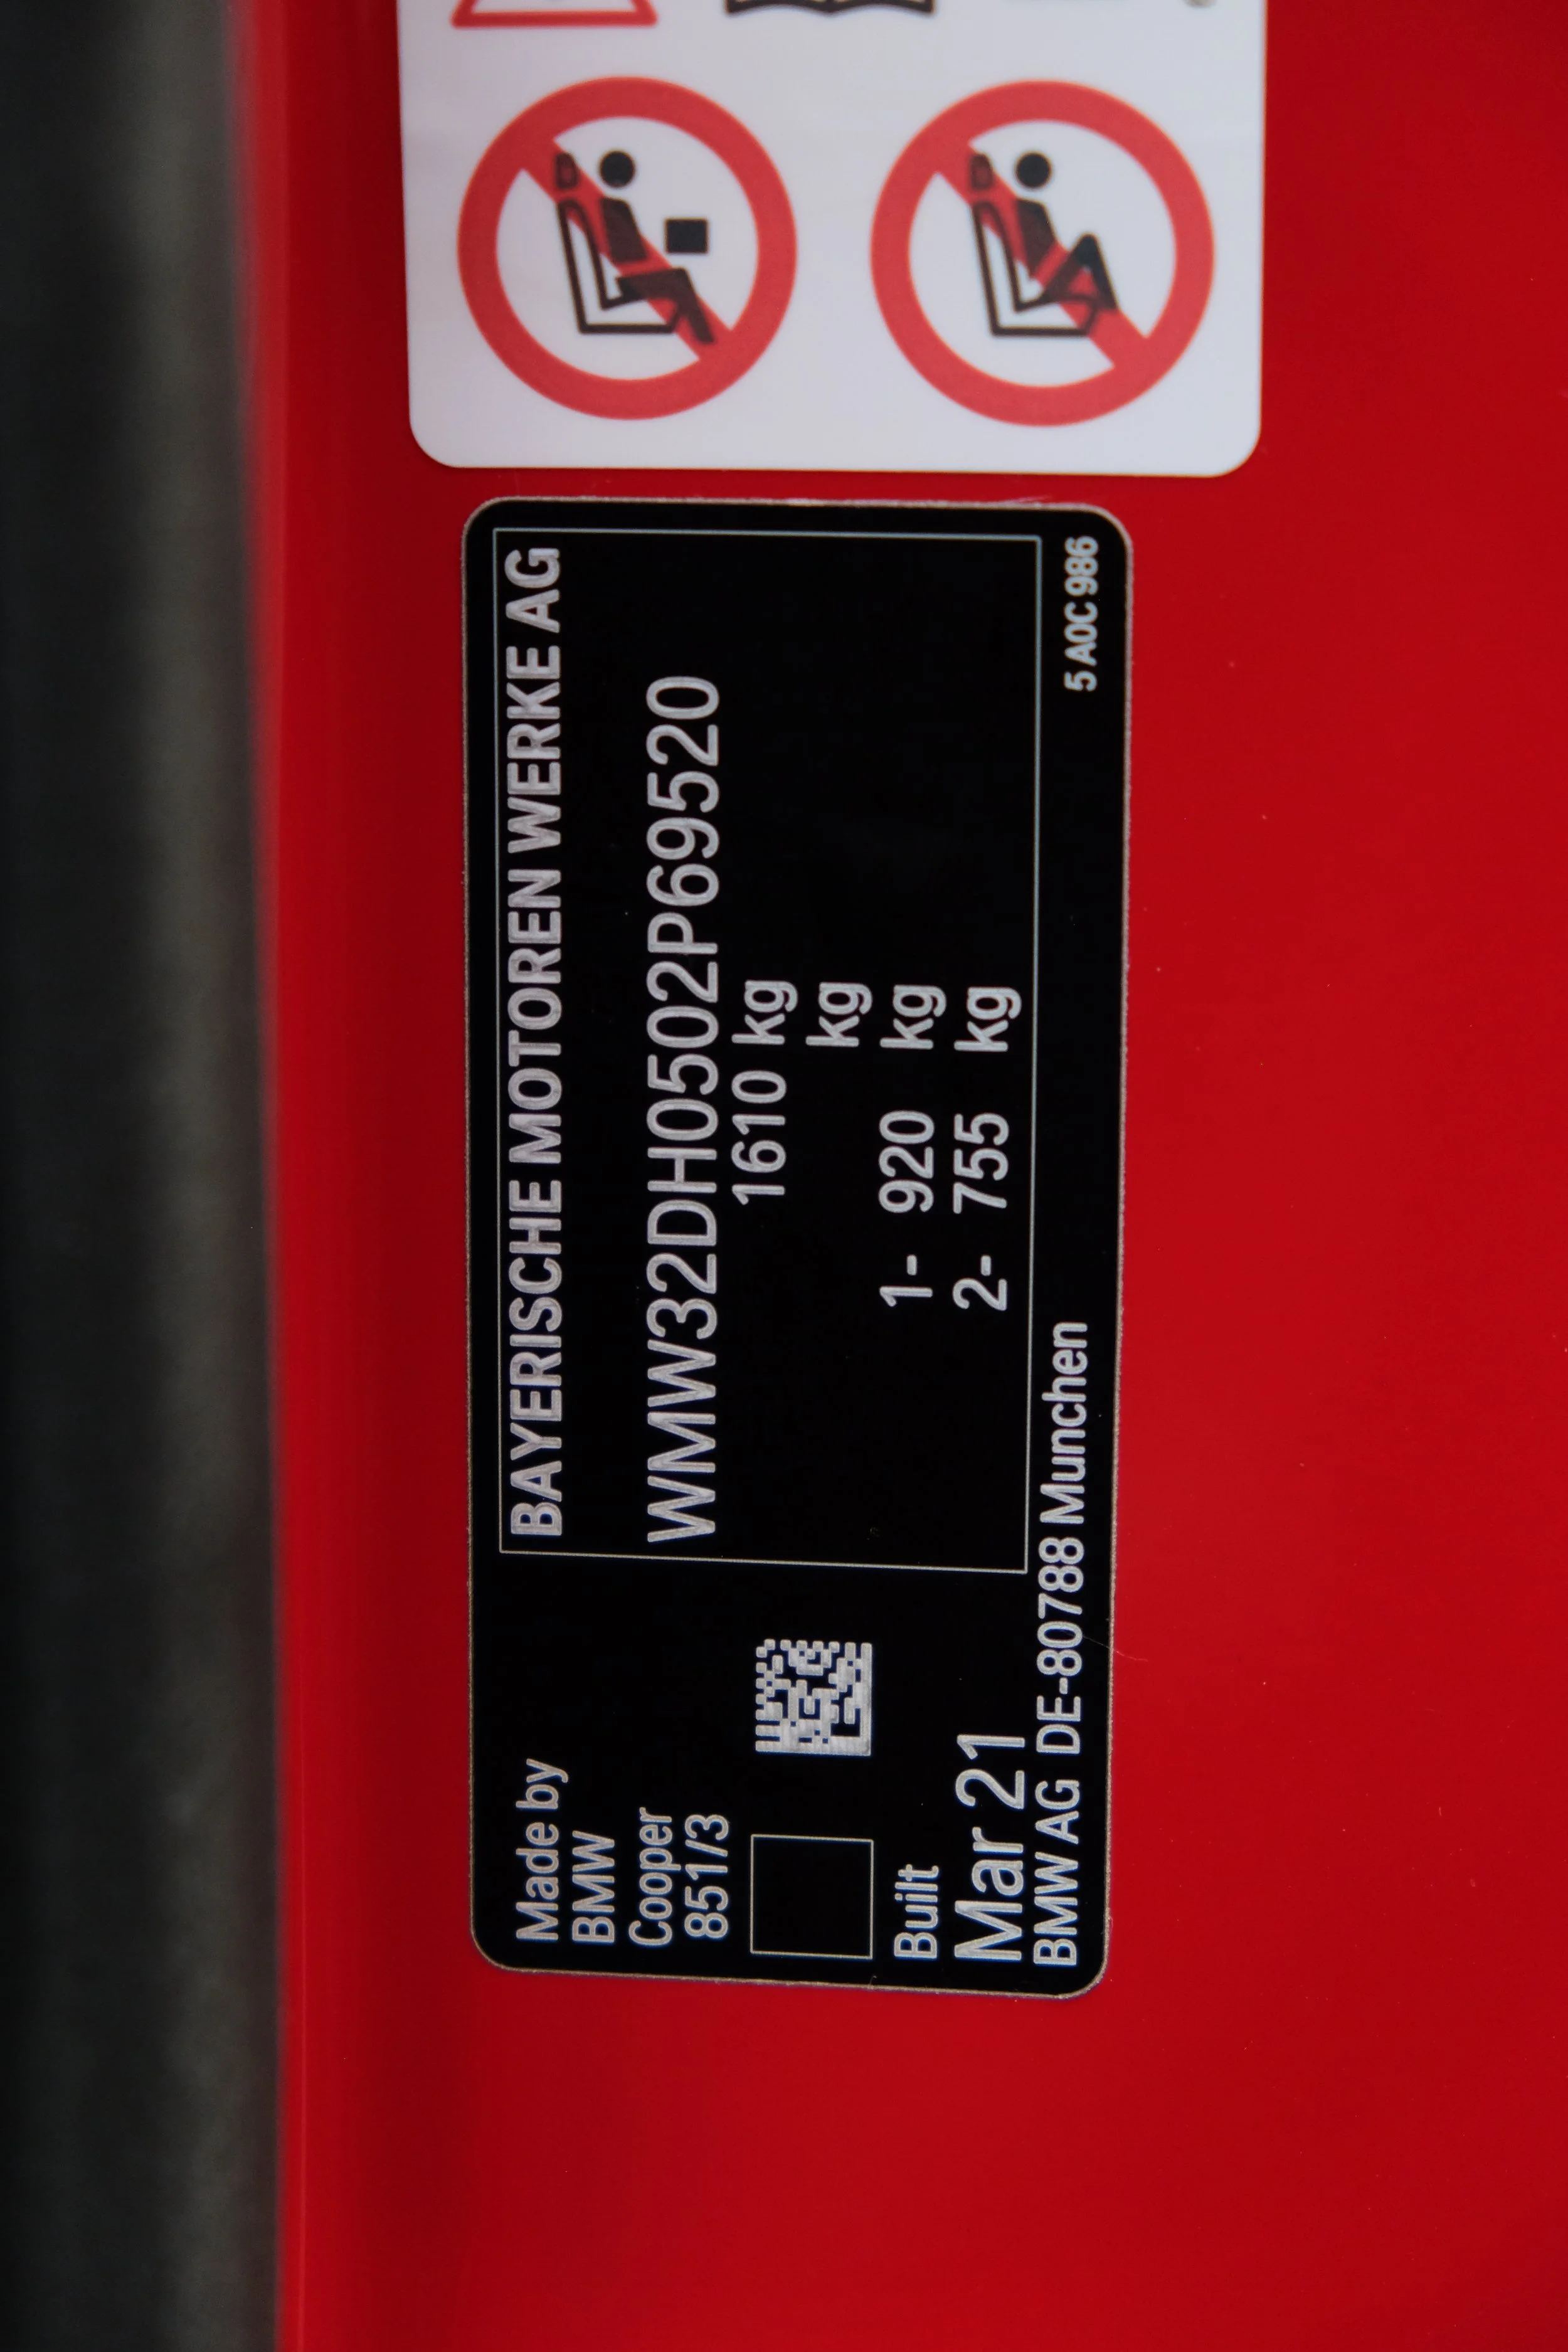 BAYERISCHE MOTOREN WERKE AG
WMW32DH0502P69520
1610 kg
kg
1- 920 kg
2- 755 kg
5 A0C 986
Made by
BMW
Cooper
851/3
Built
Mar 21
BMW AG DE-80788 Munchen